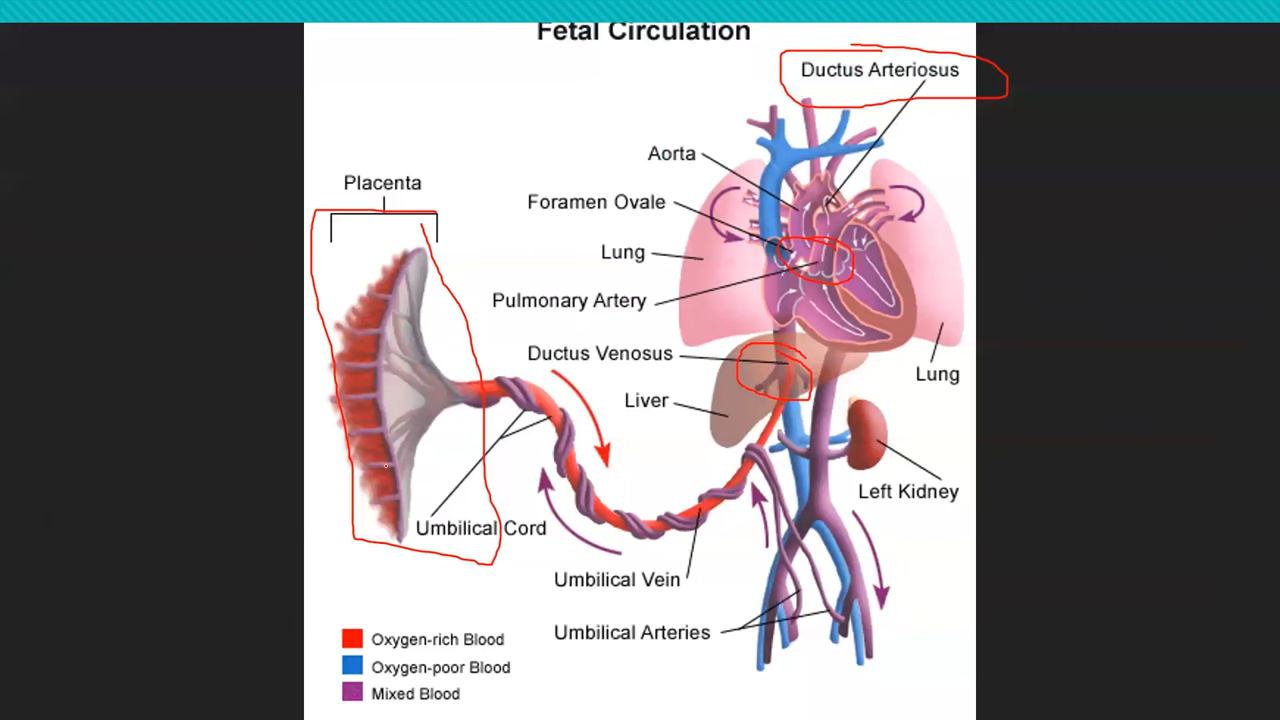 Fetal Circulation
Ductus Arteriosus
Aorta
Placenta
Foramen Ovale
Lung
Pulmonary Artery
Ductus Venosus
Lung
Liver
Left Kidney
Umbilical Cord
Umbilical Vein
Umbilical Arteries
Oxygen-rich Blood
Oxygen-poor Blood
Mixed Blood